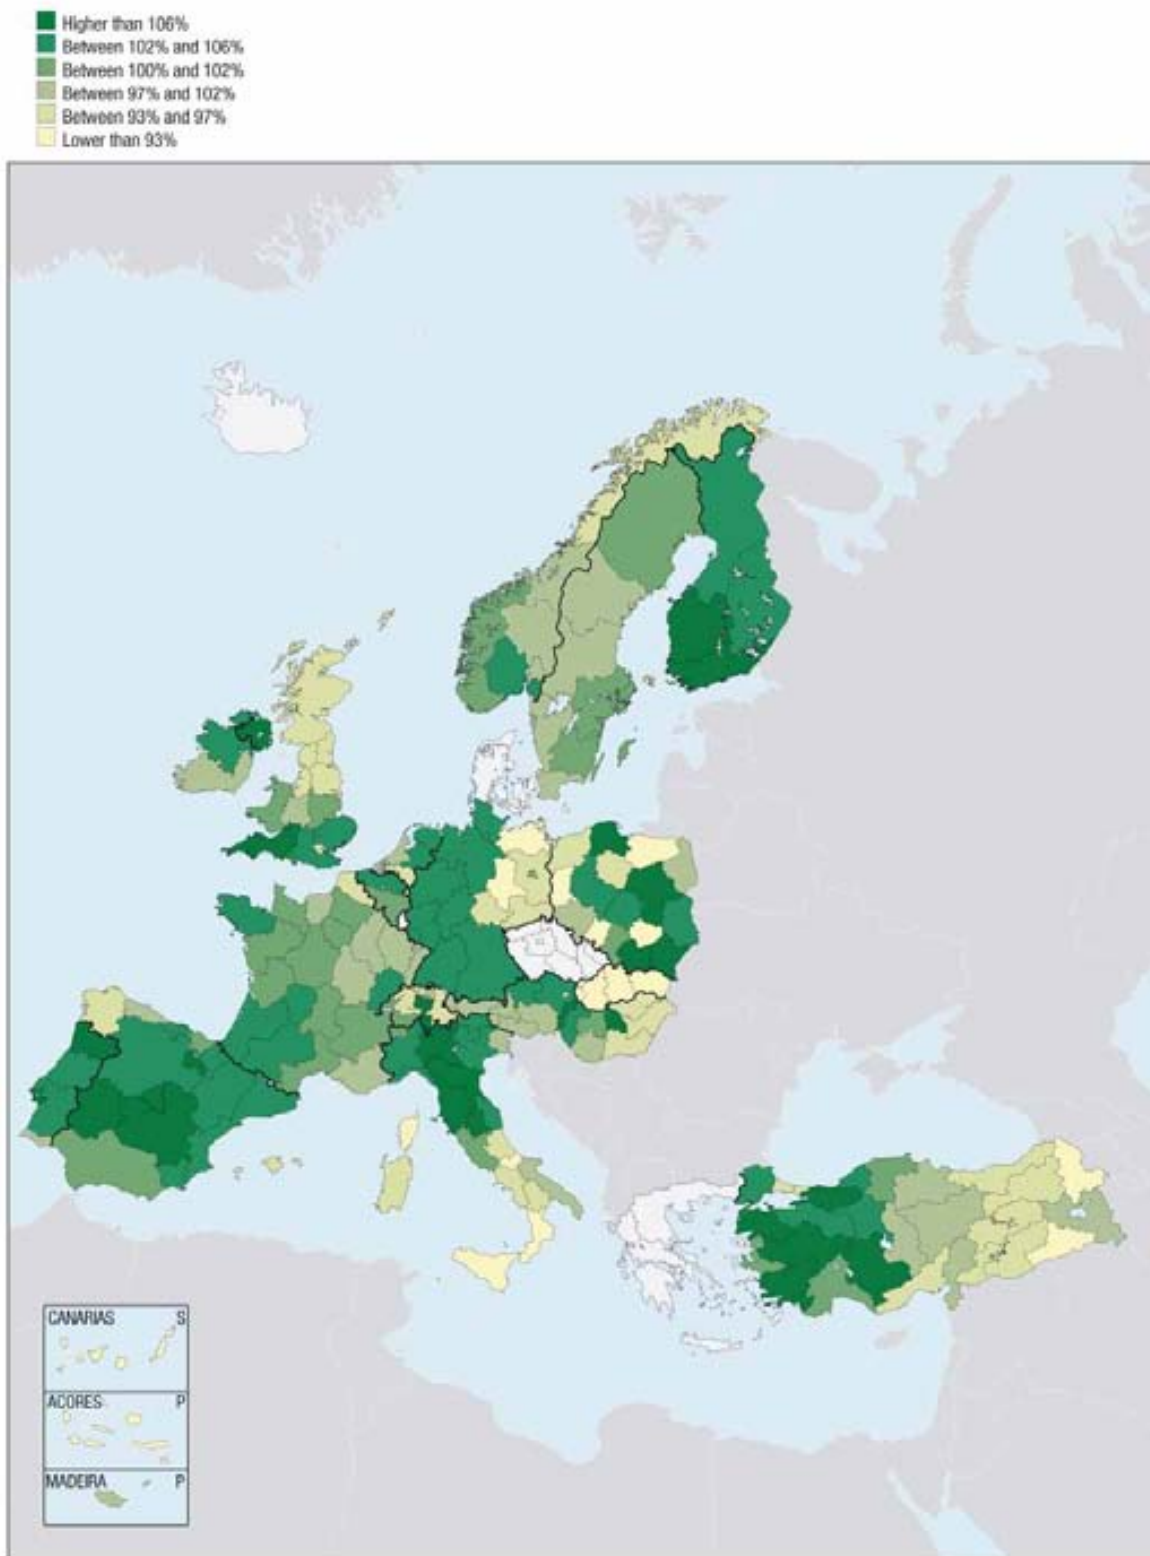 Higher than 106%
Between 102% and 106%
Between 100% and 102%
Between 97% and 102%
Between 93% and 97%
Lower than 93%
CANARIAS S
ACORES P
MADEIRA P